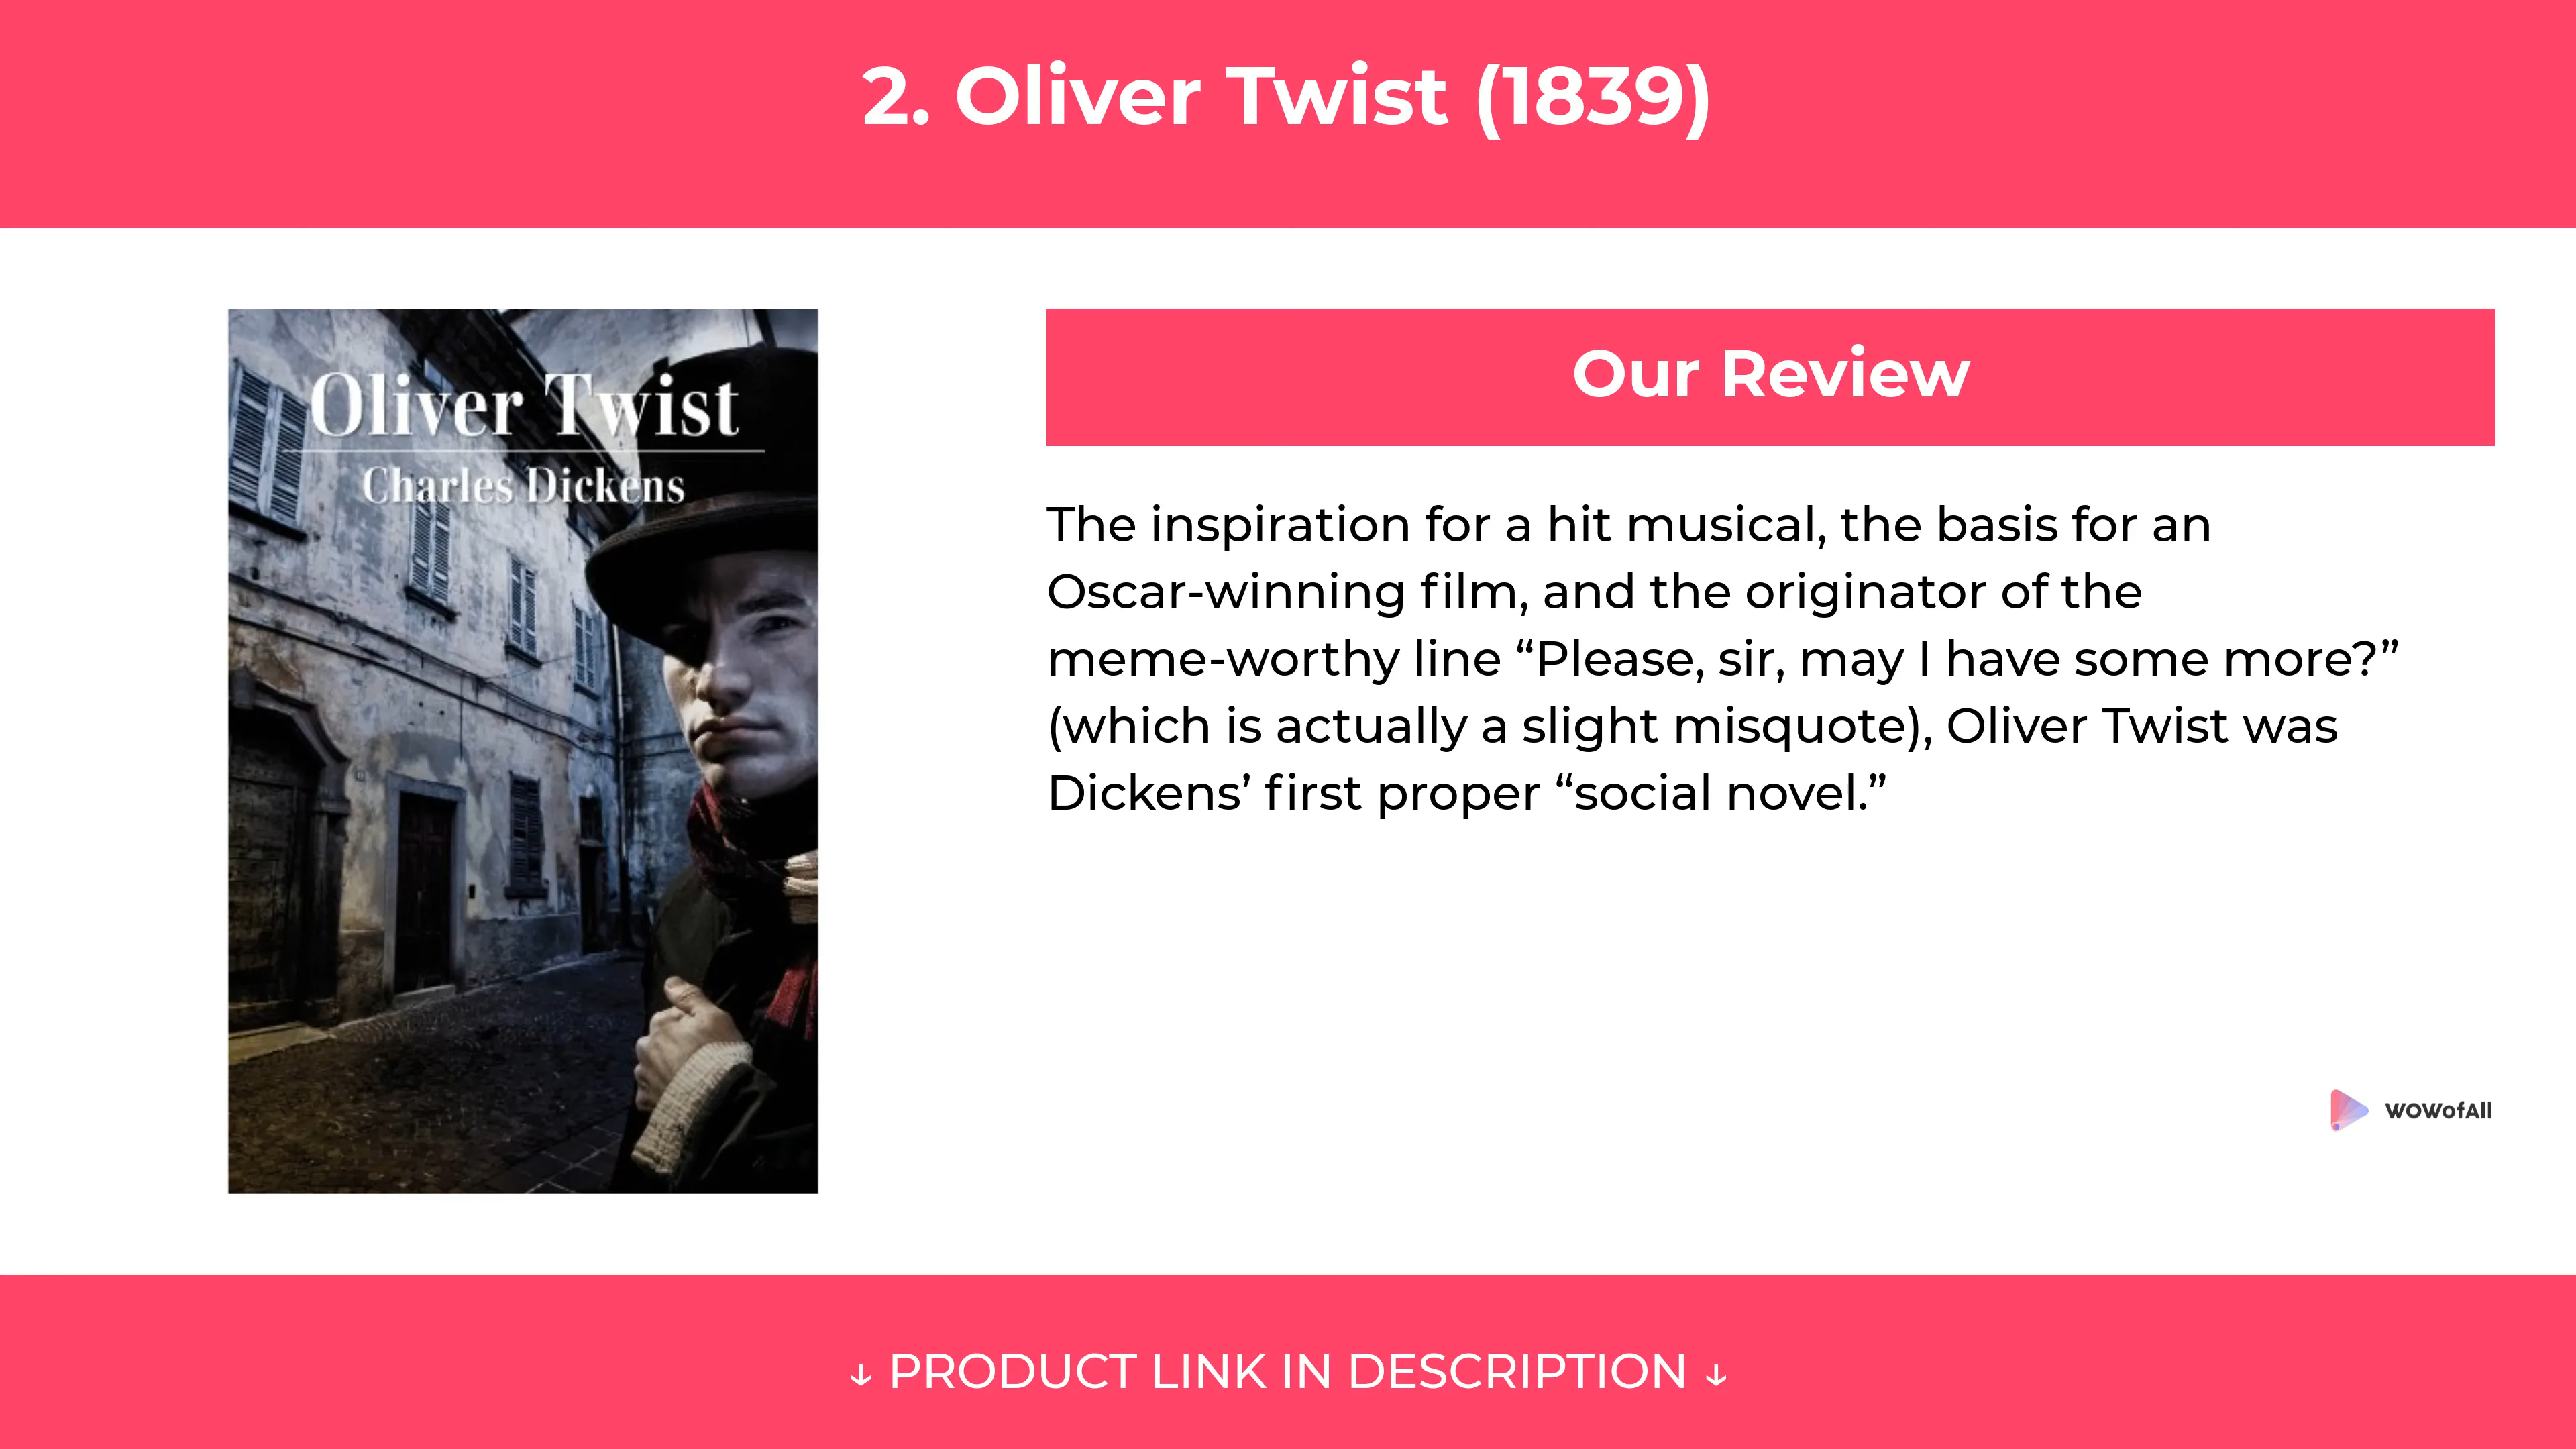 2. Oliver Twist (1839)
Oliver Twist
Charles Dickens
Our Review
The inspiration for a hit musical, the basis for an
Oscar-winning film, and the originator of the
meme-worthy line “Please, sir, may I have some more?”
(which is actually a slight misquote), Oliver Twist was
Dickens’ first proper “social novel.”
WOWofAll
↓ PRODUCT LINK IN DESCRIPTION ↓